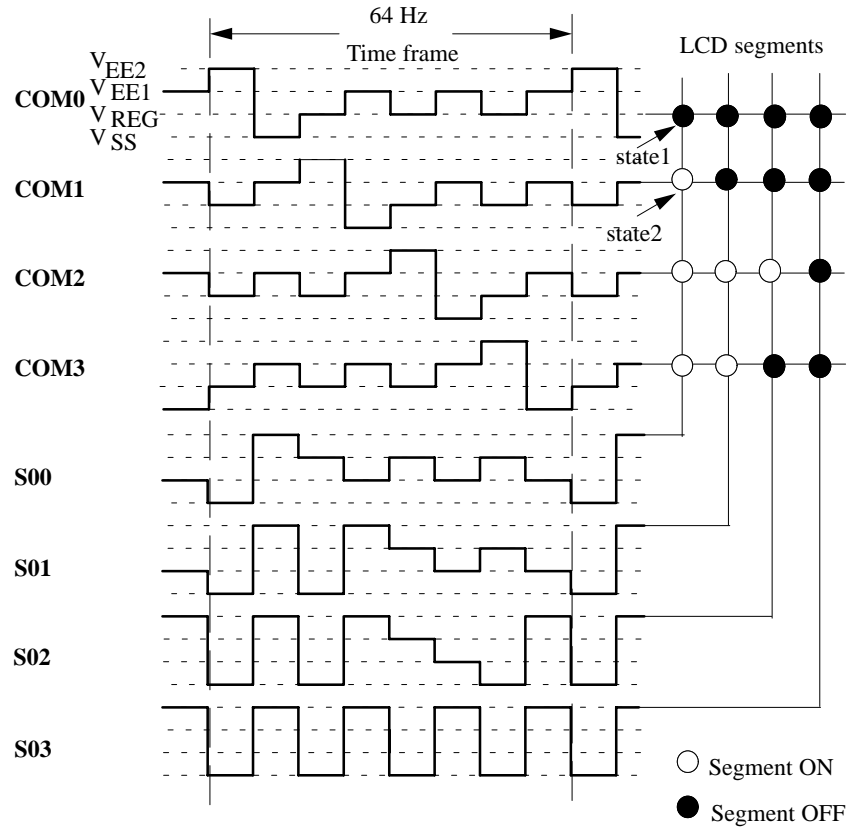 64 Hz
Time frame
LCD segments
VEE2
VEE1
COM0
VREG
VSS
state1
COM1
state2
COM2
COM3
S00
S01
S02
S03
Segment ON
Segment OFF